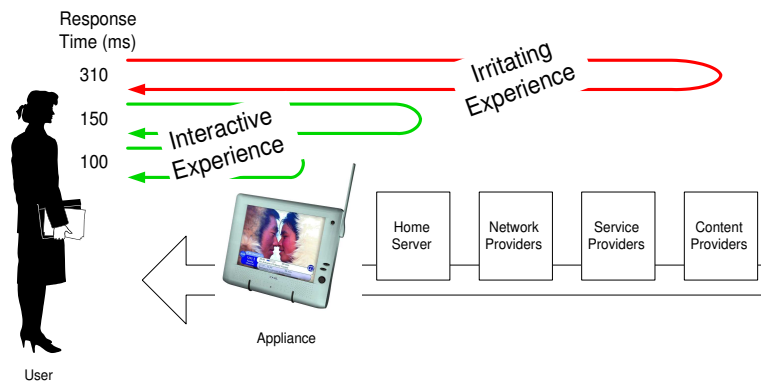 Response
Time (ms)
310
150
100
Irritating
Experience
Interactive
Experience
Home
Server
Network
Providers
Service
Providers
Content
Providers
Appliance
User